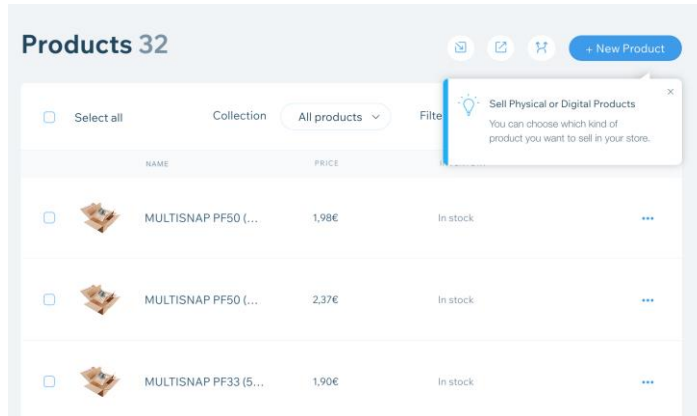 Products 32
+ New Product
Select all
Collection
All products
Filte
Sell Physical or Digital Products
You can choose which kind of
product you want to sell in your store.
NAME
PRICE
MULTISNAP PF50 (...
1,98€
In stock
MULTISNAP PF50 (...
2,37€
In stock
MULTISNAP PF33 (5...
1,90€
In stock